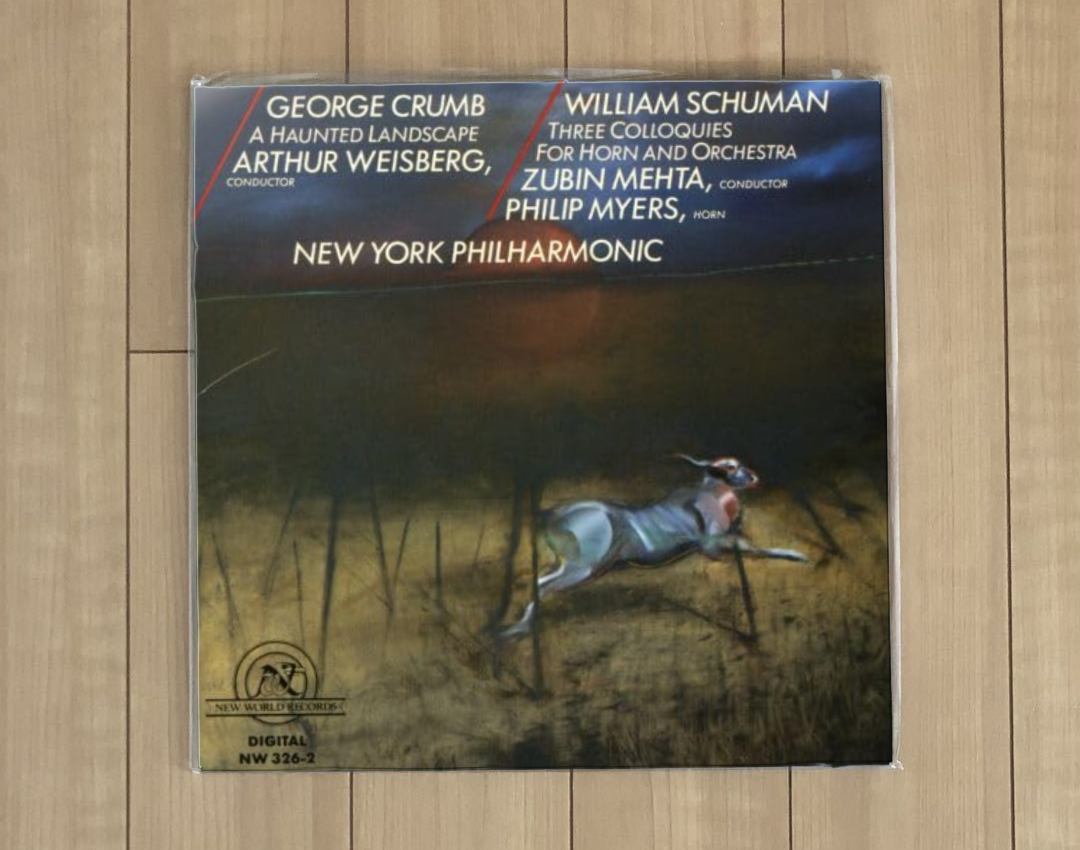 GEORGE CRUMB
A HAUNTED LANDSCAPE
ARTHUR WEISBERG,
CONDUCTOR
WILLIAM SCHUMAN
THREE COLLOQUIES
FOR HORN AND ORCHESTRA
ZUBIN MEHTA, CONDUCTOR
PHILIP MYERS, HORN
NEW YORK PHILHARMONIC
NEW WORLD RECORDS
DIGITAL
NW 326-2